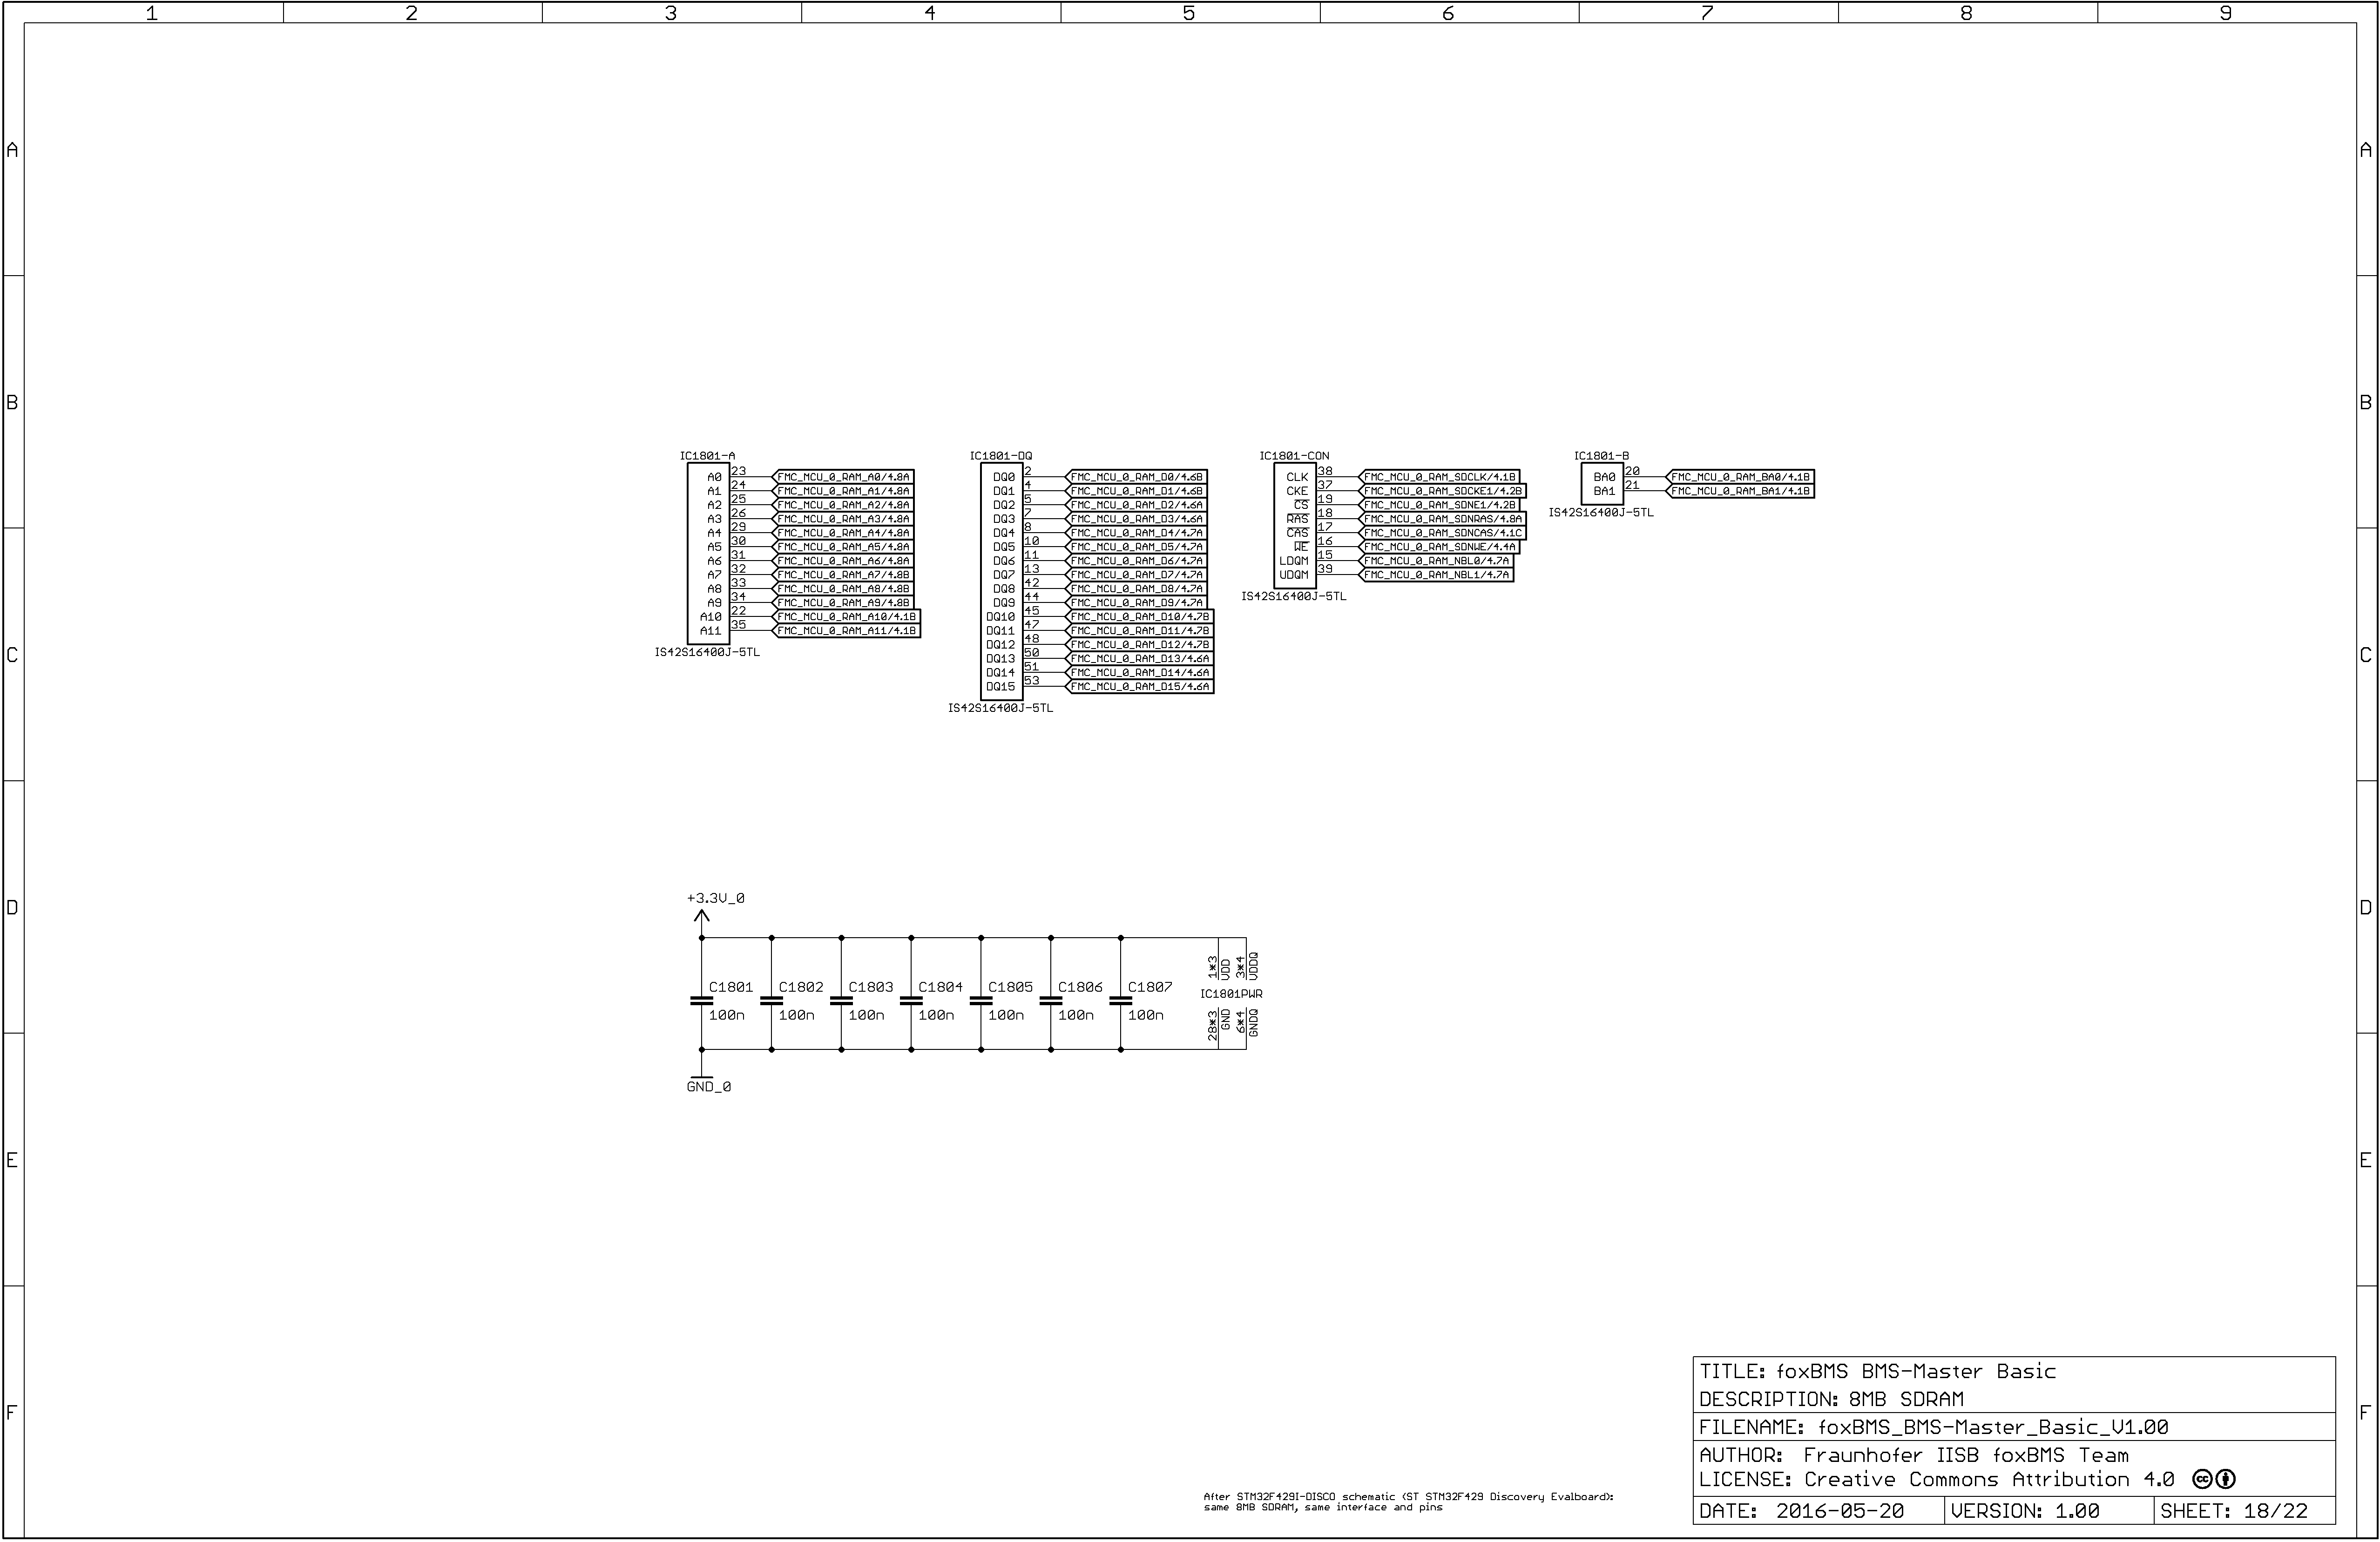 1 2 3 4 5 6 7 8 9
A A
B B
IC1801-A
A0 23 FMC_MCU_0_RAM_A0/4.8A
A1 24 FMC_MCU_0_RAM_A1/4.8A
A2 25 FMC_MCU_0_RAM_A2/4.8A
A3 26 FMC_MCU_0_RAM_A3/4.8A
A4 29 FMC_MCU_0_RAM_A4/4.8A
A5 30 FMC_MCU_0_RAM_A5/4.8A
A6 31 FMC_MCU_0_RAM_A6/4.8A
A7 32 FMC_MCU_0_RAM_A7/4.8B
A8 33 FMC_MCU_0_RAM_A8/4.8B
A9 34 FMC_MCU_0_RAM_A9/4.8B
A10 22 FMC_MCU_0_RAM_A10/4.1B
A11 35 FMC_MCU_0_RAM_A11/4.1B
IS42S16400J-5TL
IC1801-DQ
DQ0 2 FMC_MCU_0_RAM_D0/4.6B
DQ1 4 FMC_MCU_0_RAM_D1/4.6B
DQ2 5 FMC_MCU_0_RAM_D2/4.6A
DQ3 7 FMC_MCU_0_RAM_D3/4.6A
DQ4 8 FMC_MCU_0_RAM_D4/4.7A
DQ5 10 FMC_MCU_0_RAM_D5/4.7A
DQ6 11 FMC_MCU_0_RAM_D6/4.7A
DQ7 13 FMC_MCU_0_RAM_D7/4.7A
DQ8 42 FMC_MCU_0_RAM_D8/4.7A
DQ9 44 FMC_MCU_0_RAM_D9/4.7A
DQ10 45 FMC_MCU_0_RAM_D10/4.7B
DQ11 47 FMC_MCU_0_RAM_D11/4.7B
DQ12 48 FMC_MCU_0_RAM_D12/4.7B
DQ13 50 FMC_MCU_0_RAM_D13/4.6A
DQ14 51 FMC_MCU_0_RAM_D14/4.6A
DQ15 53 FMC_MCU_0_RAM_D15/4.6A
IS42S16400J-5TL
IC1801-CON
CLK 38 FMC_MCU_0_RAM_SDCLK/4.1B
CKE 37 FMC_MCU_0_RAM_SDCKE1/4.2B
CS 19 FMC_MCU_0_RAM_SDNE1/4.2B
RAS 18 FMC_MCU_0_RAM_SDNRAS/4.8A
CAS 17 FMC_MCU_0_RAM_SDNCAS/4.1C
WE 16 FMC_MCU_0_RAM_SDNWE/4.4A
LDQM 15 FMC_MCU_0_RAM_NBL0/4.7A
UDQM 39 FMC_MCU_0_RAM_NBL1/4.7A
IS42S16400J-5TL
IC1801-B
BA0 20 FMC_MCU_0_RAM_BA0/4.1B
BA1 21 FMC_MCU_0_RAM_BA1/4.1B
IS42S16400J-5TL
C C
D D
+3.3V_0
C1801 C1802 C1803 C1804 C1805 C1806 C1807
100n 100n 100n 100n 100n 100n 100n
1*3 VDD 3*4 VDDQ
IC1801PWR
28*3 GND 6*4 GNDQ
GND_0
E E
F F
TITLE: foxBMS BMS-Master Basic
DESCRIPTION: 8MB SDRAM
FILENAME: foxBMS_BMS-Master_Basic_V1.00
AUTHOR: Fraunhofer IISB foxBMS Team
LICENSE: Creative Commons Attribution 4.0 cc
DATE: 2016-05-20 VERSION: 1.00 SHEET: 18/22
After STM32F429I-DISCO schematic (ST STM32F429 Discovery Evalboard):
same 8MB SDRAM, same interface and pins